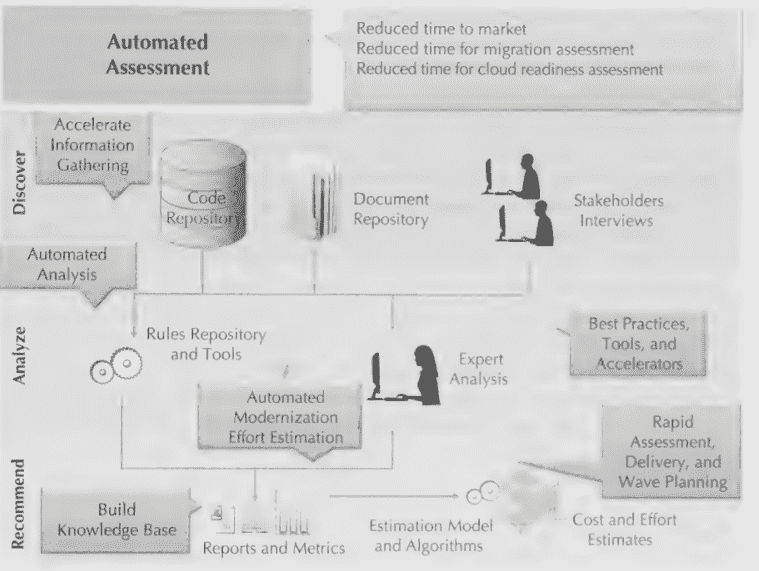 Automated
Assessment
Reduced time to market
Reduced time for migration assessment
Reduced time for cloud readiness assessment
Discover
Accelerate
Information
Gathering
Code
Repository
Document
Repository
Stakeholders
Interviews
Automated
Analysis
Analyze
Rules Repository
and Tools
Expert
Analysis
Best Practices,
Tools, and
Accelerators
Automated
Modernization
Effort Estimation
Rapid
Assessment,
Delivery, and
Wave Planning
Recommend
Build
Knowledge Base
Reports and Metrics
Estimation Model
and Algorithms
Cost and Effort
Estimates